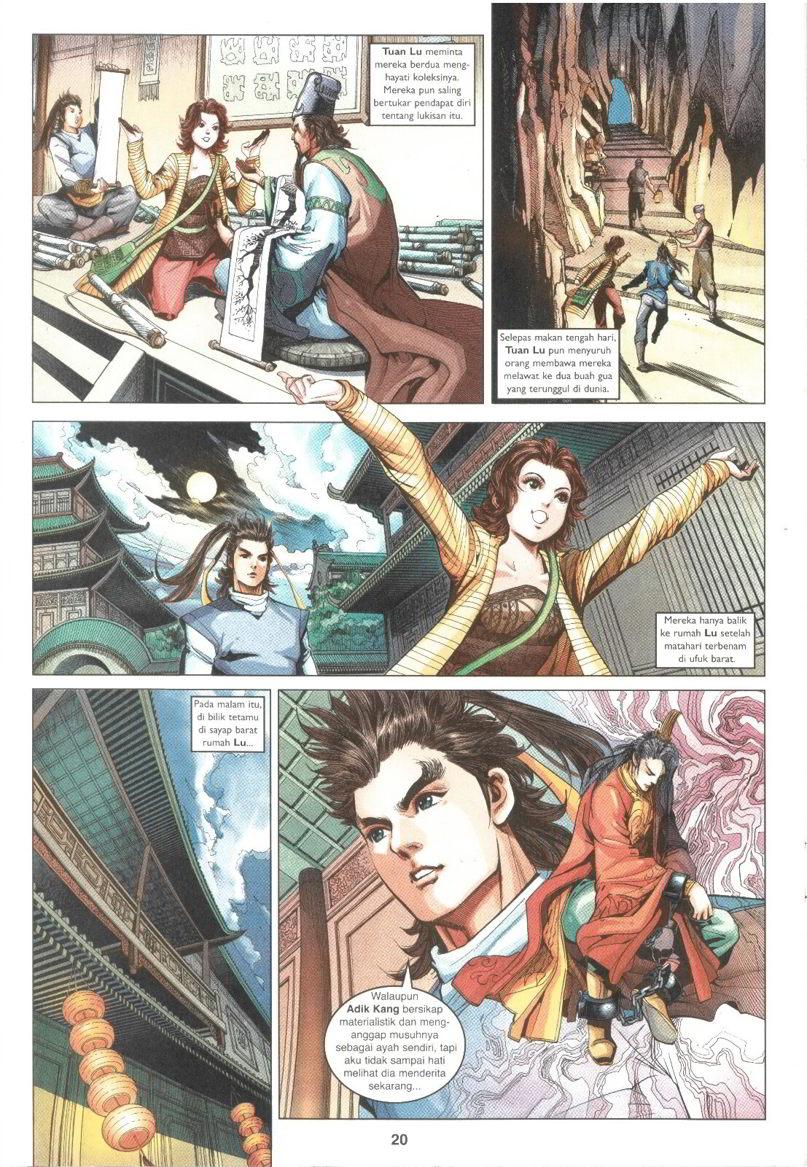 Tuan Lu meminta
mereka berdua meng-
hayati koleksinya.
Mereka pun saling
bertukar pendapat diri
tentang lukisan itu.
Selepas makan tengah hari,
Tuan Lu pun menyuruh
orang membawa mereka
melawat ke dua buah gua
yang terunggul di dunia.
Mereka hanya balik
ke rumah Lu setelah
matahari terbenam
di ufuk barat.
Pada malam itu,
di bilik tetamu
di sayap barat
rumah Lu...
Walaupun
Adik Kang bersikap
materialistik dan meng-
anggap musuhnya
sebagai ayah sendiri, tapi
aku tidak sampai hati
melihat dia menderita
sekarang...
20